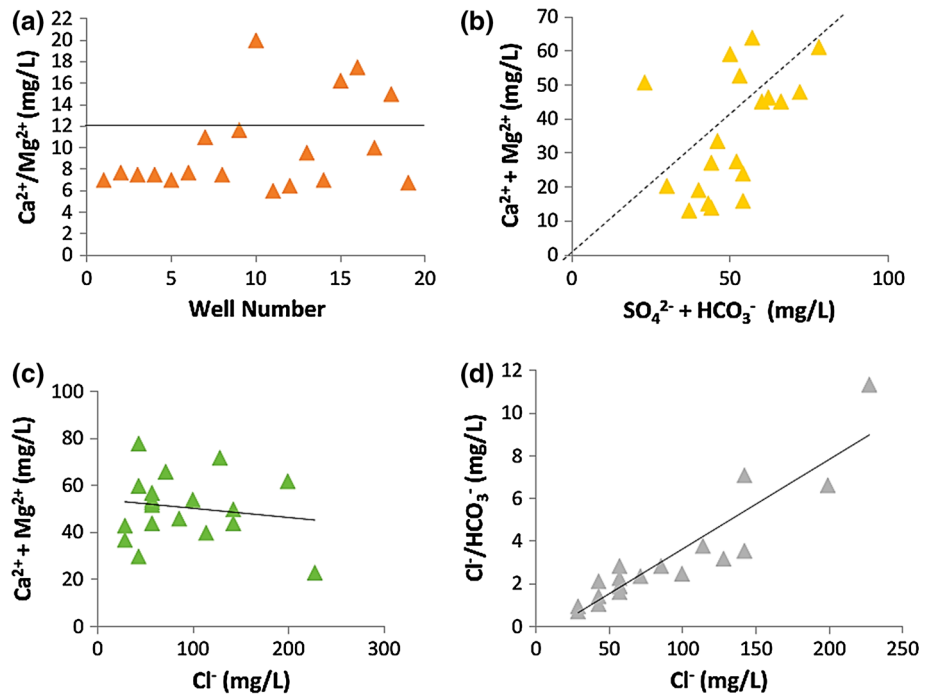 (a)
Ca²⁺/Mg²⁺ (mg/L)
22
20
18
16
14
12
10
8
6
4
2
0
0 5 10 15 20
Well Number
(b)
Ca²⁺ + Mg²⁺ (mg/L)
70
60
50
40
30
20
10
0
0 50 100
SO₄²⁻ + HCO₃⁻ (mg/L)
(c)
Ca²⁺ + Mg²⁺ (mg/L)
100
80
60
40
20
0
0 100 200 300
Cl⁻ (mg/L)
(d)
Cl⁻/HCO₃⁻ (mg/L)
12
10
8
6
4
2
0
0 50 100 150 200 250
Cl⁻ (mg/L)